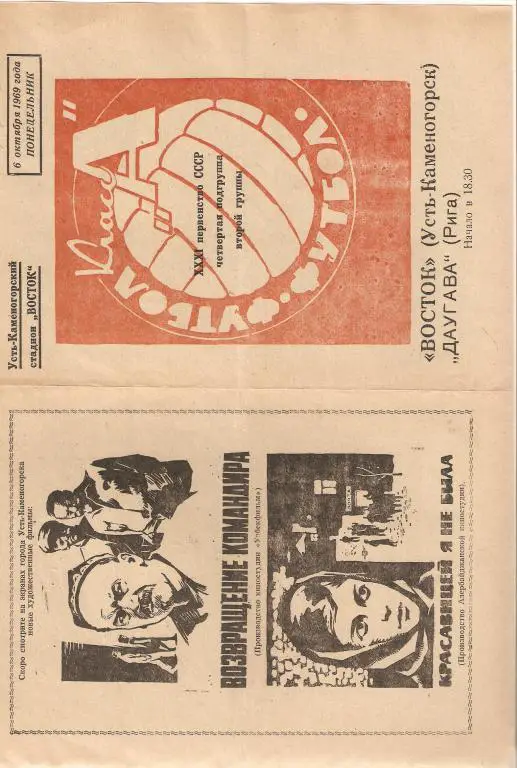 Усть-Каменогорский
стадион „ВОСТОК“
6 октября 1969 года
ПОНЕДЕЛЬНИК
ФУТБОЛ • ФУТБОЛ •
Класс
„А“
XXXI первенство СССР
четвертая подгруппа
второй группы
«ВОСТОК» (Усть-Каменогорск)
„ДАУГАВА“ (Рига)
Начало в 18.30
Скоро смотрите на экранах города Усть-Каменогорска
новые художественные фильмы:
ВОЗВРАЩЕНИЕ КОМАНДИРА
(Производство киностудии «Узбекфильм»)
КРАСАВИЦЕЙ Я НЕ БЫЛА
(Производство Азербайджанской киностудии).